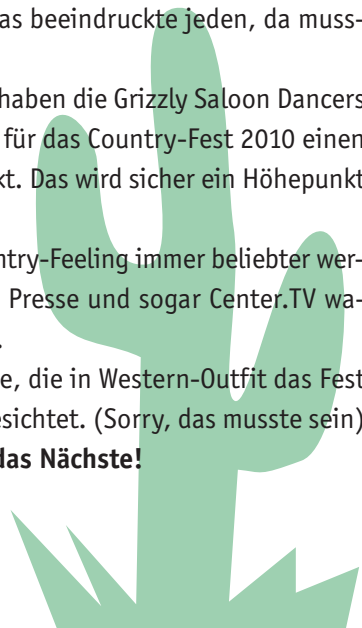 as beeindruckte jeden, da muss-
haben die Grizzly Saloon Dancers
für das Country-Fest 2010 einen
kt. Das wird sicher ein Höhepunkt
ntry-Feeling immer beliebter wer-
Presse und sogar Center.TV wa-
.
e, die in Western-Outfit das Fest
esichtet. (Sorry, das musste sein)
das Nächste!